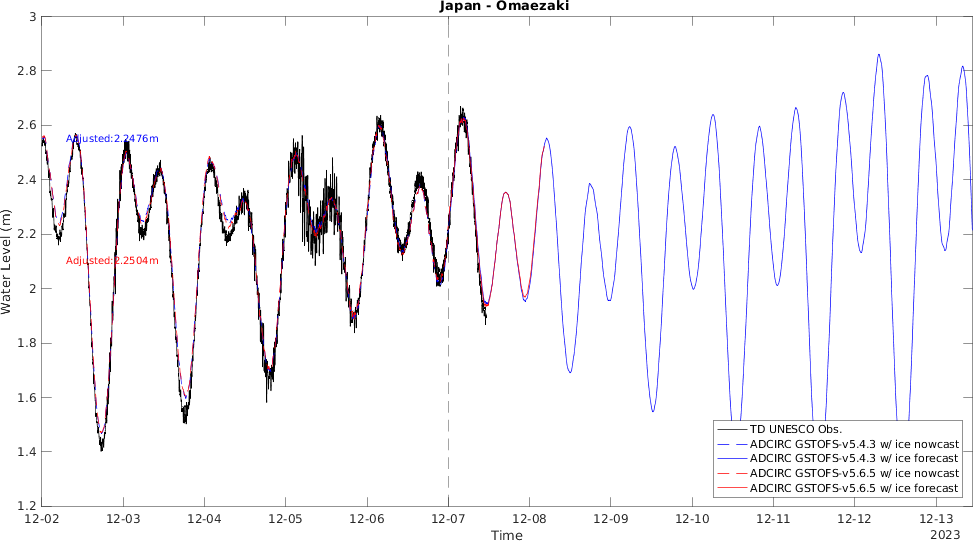 Japan - Omaezaki
Water Level (m)
3
2.8
2.6
2.4
2.2
2
1.8
1.6
1.4
1.2
Adjusted:2.2476m
Adjusted:2.2504m
TD UNESCO Obs.
ADCIRC GSTOFS-v5.4.3 w/ ice nowcast
ADCIRC GSTOFS-v5.4.3 w/ ice forecast
ADCIRC GSTOFS-v5.6.5 w/ ice nowcast
ADCIRC GSTOFS-v5.6.5 w/ ice forecast
12-02 12-03 12-04 12-05 12-06 12-07 12-08 12-09 12-10 12-11 12-12 12-13
Time
2023